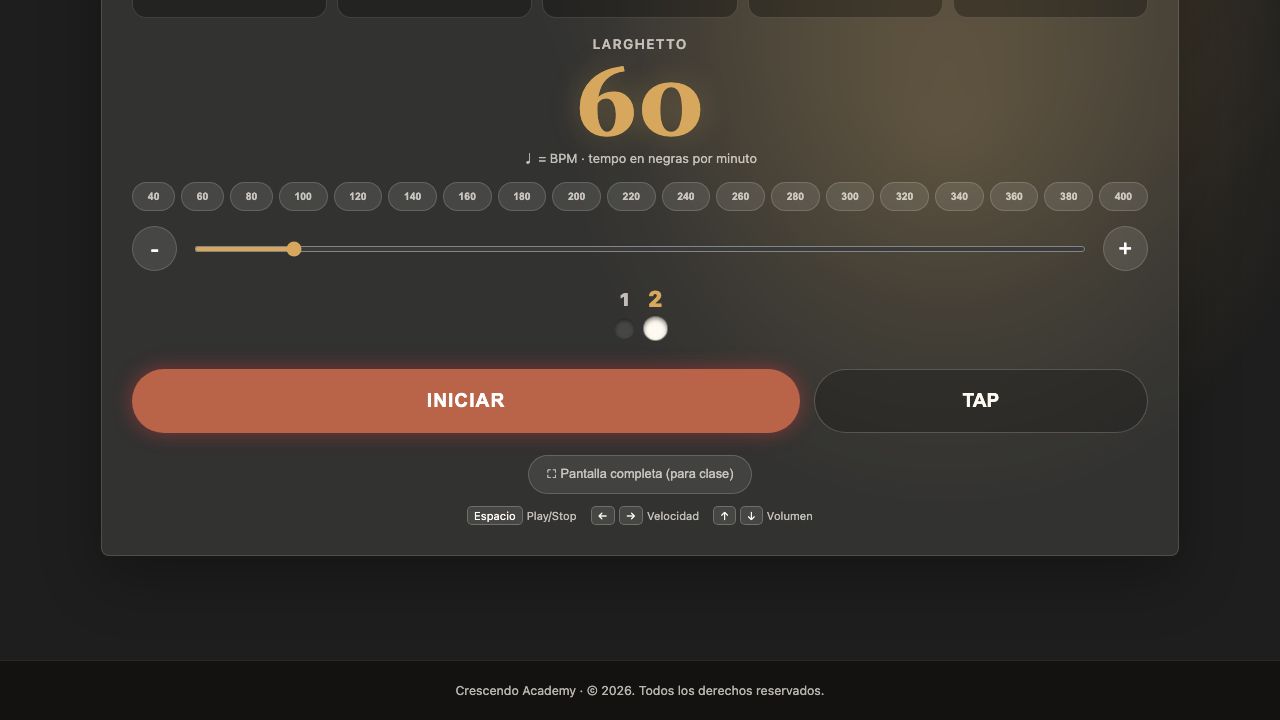 LARGHETTO
60
♩ = BPM · tempo en negras por minuto
40 60 80 100 120 140 160 180 200 220 240 260 280 300 320 340 360 380 400
- +
1 2
INICIAR TAP
⛶ Pantalla completa (para clase)
Espacio Play/Stop ← → Velocidad ↑ ↓ Volumen
Crescendo Academy · © 2026. Todos los derechos reservados.